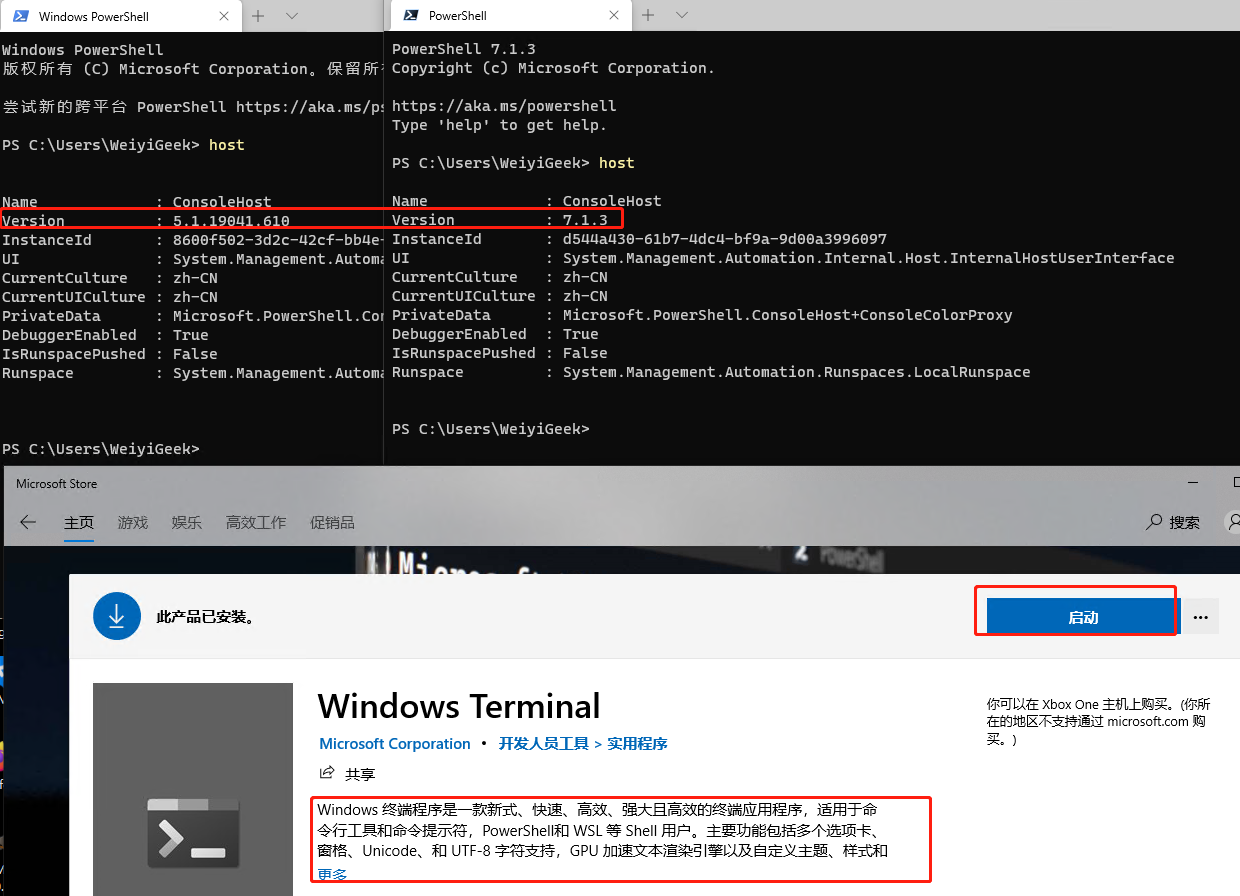 Windows PowerShell
Windows PowerShell
版权所有 (C) Microsoft Corporation。保留所
尝试新的跨平台 PowerShell https://aka.ms/ps
PS C:\Users\WeiyiGeek> host
Name : ConsoleHost
Version : 5.1.19041.610
InstanceId : 8600f502-3d2c-42cf-bb4e-
UI : System.Management.Automa
CurrentCulture : zh-CN
CurrentUICulture : zh-CN
PrivateData : Microsoft.PowerShell.Con
DebuggerEnabled : True
IsRunspacePushed : False
Runspace : System.Management.Automa
PS C:\Users\WeiyiGeek>
PowerShell
PowerShell 7.1.3
Copyright (c) Microsoft Corporation.
https://aka.ms/powershell
Type 'help' to get help.
PS C:\Users\WeiyiGeek> host
Name : ConsoleHost
Version : 7.1.3
InstanceId : d544a430-61b7-4dc4-bf9a-9d00a3996097
UI : System.Management.Automation.Internal.Host.InternalHostUserInterface
CurrentCulture : zh-CN
CurrentUICulture : zh-CN
PrivateData : Microsoft.PowerShell.ConsoleHost+ConsoleColorProxy
DebuggerEnabled : True
IsRunspacePushed : False
Runspace : System.Management.Automation.Runspaces.LocalRunspace
PS C:\Users\WeiyiGeek>
Microsoft Store
主页 游戏 娱乐 高效工作 促销品 搜索
PowerShell
此产品已安装。
启动
Windows Terminal
Microsoft Corporation • 开发人员工具 > 实用程序
共享
Windows 终端程序是一款新式、快速、高效、强大且高效的终端应用程序，适用于命
令行工具和命令提示符，PowerShell和 WSL 等 Shell 用户。主要功能包括多个选项卡、
窗格、Unicode、和 UTF-8 字符支持，GPU 加速文本渲染引擎以及自定义主题、样式和
更多
你可以在 Xbox One 主机上购买。(你所
在的地区不支持通过 microsoft.com 购
买。)